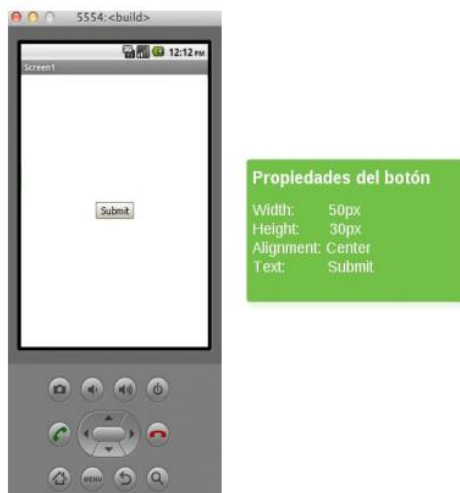 5554:<build>
12:12 PM
Screen1
Submit
MENU
Propiedades del botón
Width: 50px
Height: 30px
Alignment: Center
Text: Submit